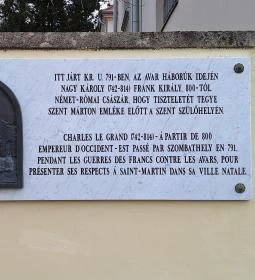 ITT JÁRT KR. U. 791-BEN, AZ AVAR HÁBORÚK IDEJÉN
NAGY KÁROLY (742-814) FRANK KIRÁLY, 800-TÓL
NÉMET-RÓMAI CSÁSZÁR, HOGY TISZTELETÉT TEGYE
SZENT MÁRTON EMLÉKE ELŐTT A SZENT SZÜLŐHELYÉN.
CHARLES LE GRAND (742-814) - À PARTIR DE 800
EMPEREUR D'OCCIDENT - EST PASSÉ PAR SZOMBATHELY EN 791,
PENDANT LES GUERRES DES FRANCS CONTRE LES AVARS, POUR
PRÉSENTER SES RESPECTS À SAINT-MARTIN DANS SA VILLE NATALE.